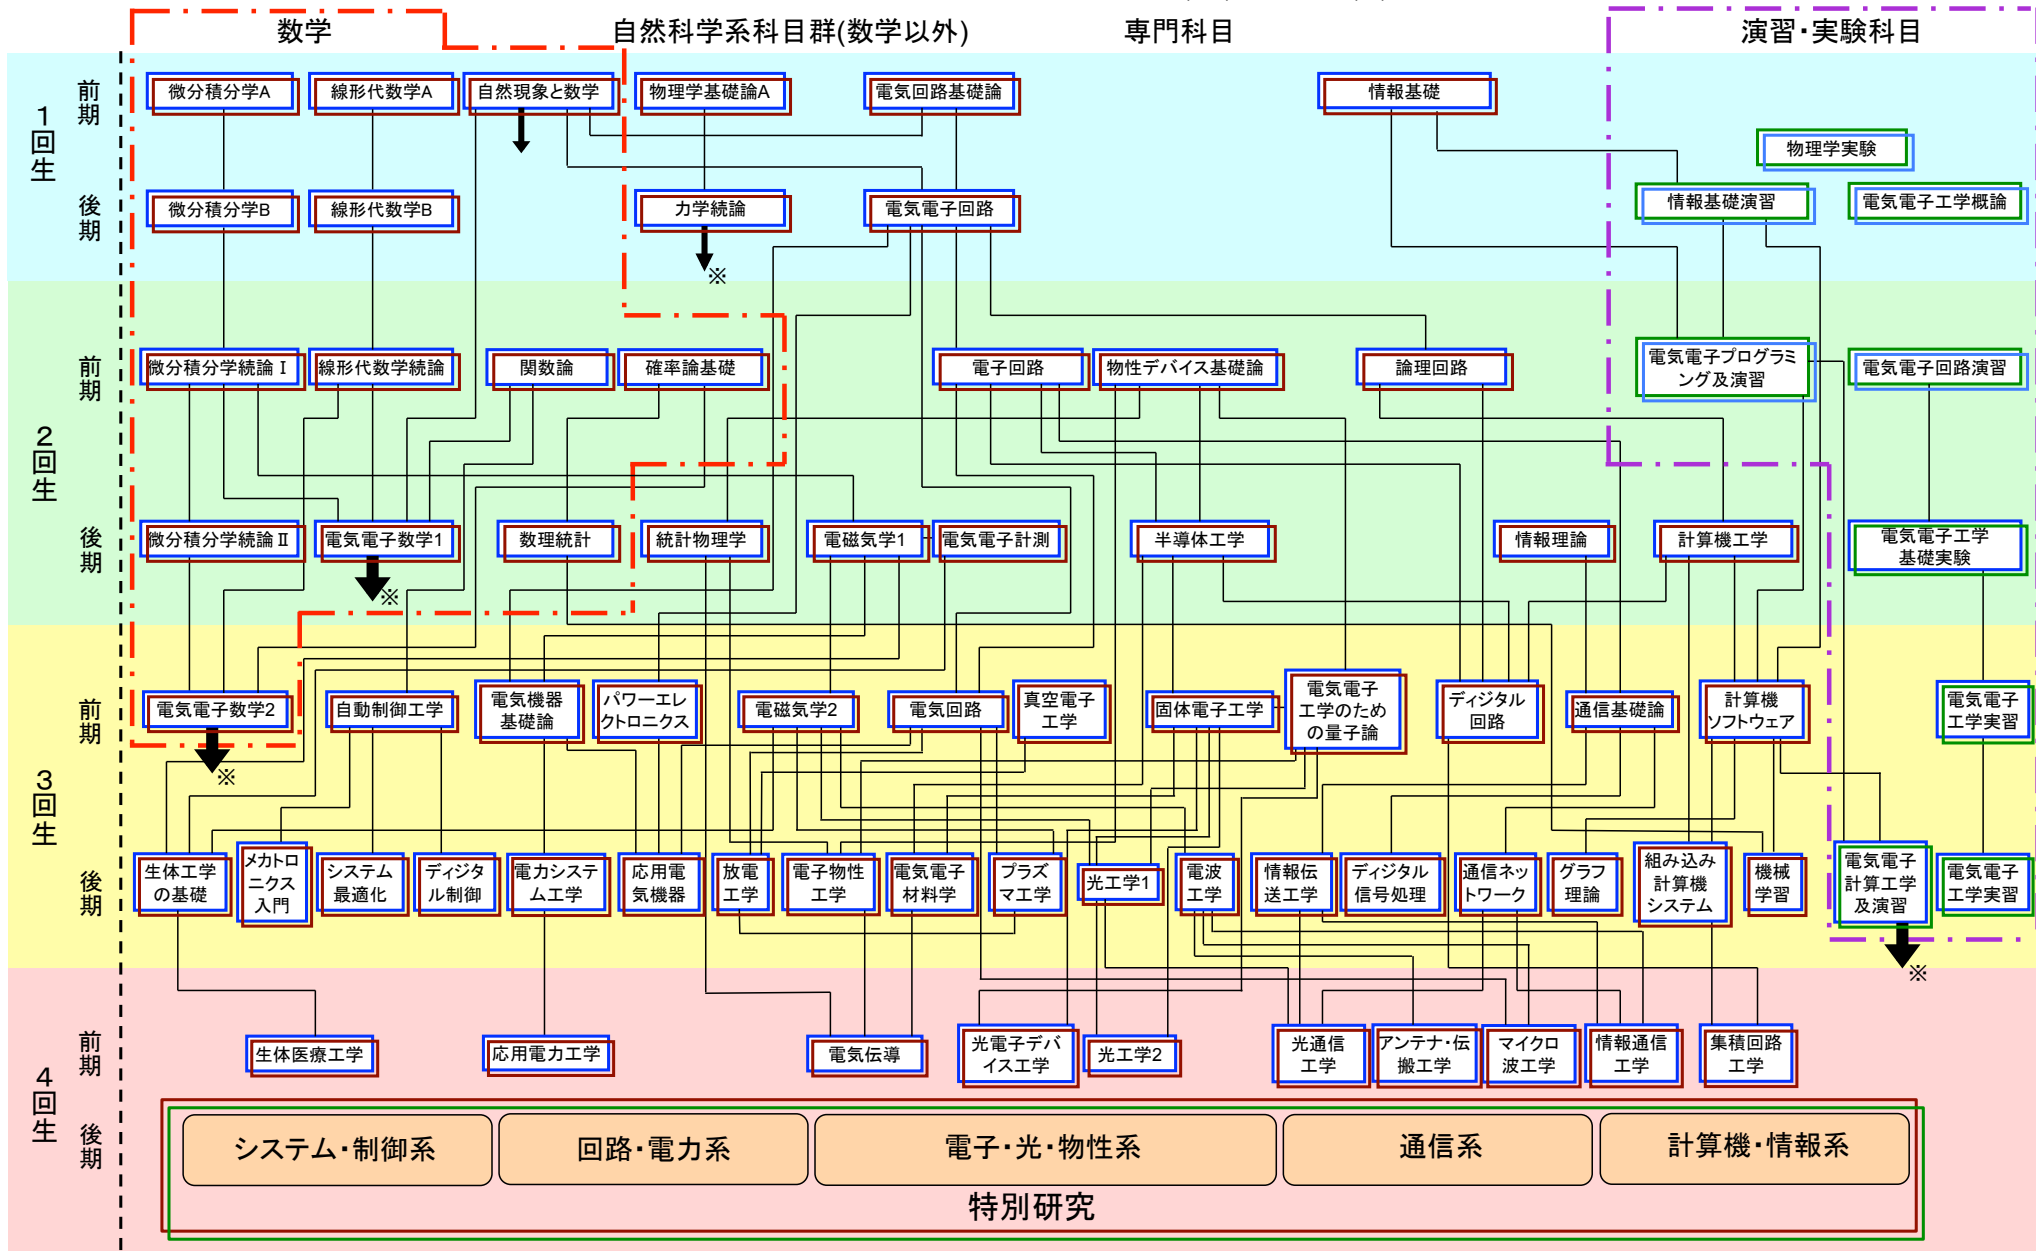 数学
自然科学系科目群(数学以外)
専門科目
演習・実験科目
1回生
前期
微分積分学A
線形代数学A
自然現象と数学
物理学基礎論A
電気回路基礎論
情報基礎
物理学実験
後期
微分積分学B
線形代数学B
力学続論
電気電子回路
情報基礎演習
電気電子工学概論
※
2回生
前期
微分積分学続論Ⅰ
線形代数学続論
関数論
確率論基礎
電子回路
物性デバイス基礎論
論理回路
電気電子プログラミ
ング及演習
電気電子回路演習
後期
微分積分学続論Ⅱ
電気電子数学1
数理統計
統計物理学
電磁気学1
電気電子計測
半導体工学
情報理論
計算機工学
電気電子工学
基礎実験
※
3回生
前期
電気電子数学2
自動制御工学
電気機器
基礎論
パワーエレ
クトロニクス
電磁気学2
電気回路
真空電子
工学
固体電子工学
電気電子
工学のため
の量子論
ディジタル
回路
通信基礎論
計算機
ソフトウェア
電気電子
工学実習
※
後期
生体工学
の基礎
メカトロ
ニクス
入門
システム
最適化
ディジタ
ル制御
電力システ
ム工学
応用電
気機器
放電
工学
電子物性
工学
電気電子
材料学
プラズ
マ工学
光工学1
電波
工学
情報伝
送工学
ディジタル
信号処理
通信ネッ
トワーク
グラフ
理論
組み込み
計算機
システム
機械
学習
電気電子
計算工学
及演習
電気電子
工学実習
※
4回生
前期
生体医療工学
応用電力工学
電気伝導
光電子デバ
イス工学
光工学2
光通信
工学
アンテナ・伝
搬工学
マイクロ
波工学
情報通信
工学
集積回路
工学
後期
システム・制御系
回路・電力系
電子・光・物性系
通信系
計算機・情報系
特別研究